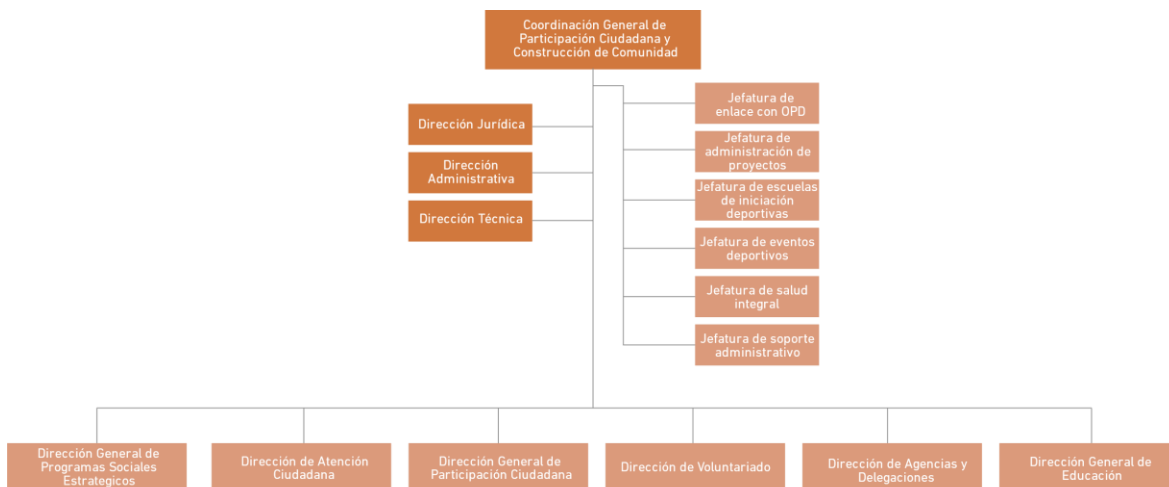 Coordinación General de
Participación Ciudadana y
Construcción de Comunidad
Dirección Jurídica
Dirección
Administrativa
Dirección Técnica
Jefatura de
enlace con OPD
Jefatura de
administración de
proyectos
Jefatura de escuelas
de iniciación
deportivas
Jefatura de eventos
deportivos
Jefatura de salud
integral
Jefatura de soporte
administrativo
Dirección General de
Programas Sociales
Estrategicos
Dirección de Atención
Ciudadana
Dirección General de
Participación Ciudadana
Dirección de Voluntariado
Dirección de Agencias y
Delegaciones
Dirección General de
Educación